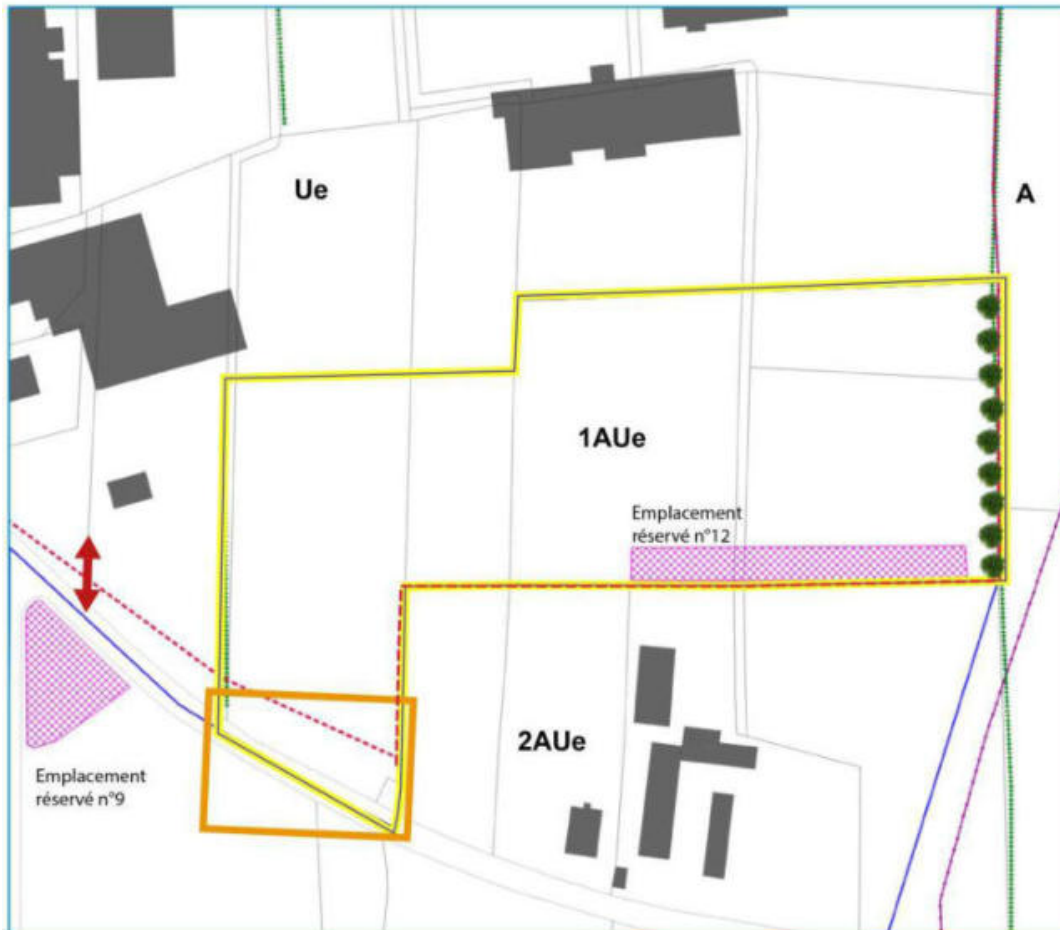 Ue
A
1AUe
Emplacement
réservé n°12
2AUe
Emplacement
réservé n°9